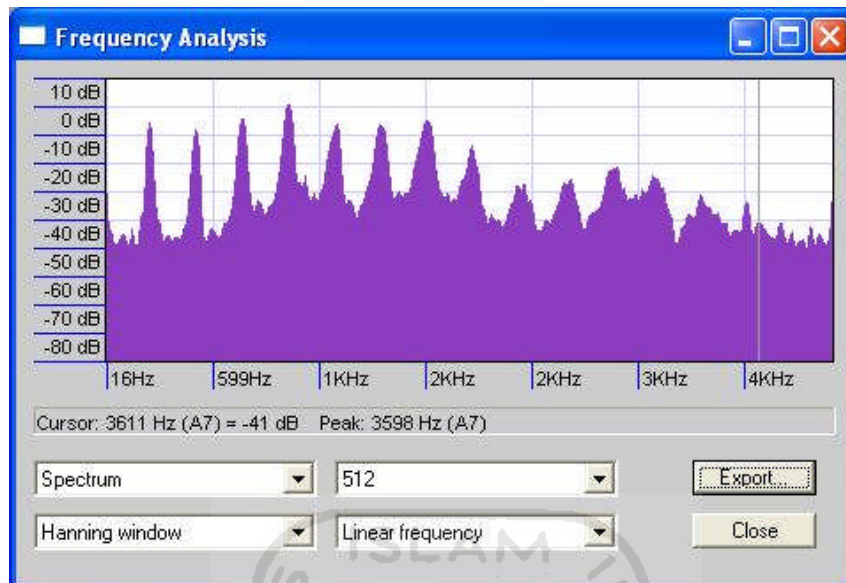 Frequency Analysis
10 dB
0 dB
-10 dB
-20 dB
-30 dB
-40 dB
-50 dB
-60 dB
-70 dB
-80 dB
16Hz 599Hz 1KHz 2KHz 2KHz 3KHz 4KHz
Cursor: 3611 Hz (A7) = -41 dB Peak: 3598 Hz (A7)
Spectrum 512 Export...
Hanning window Linear frequency Close
ISLAM